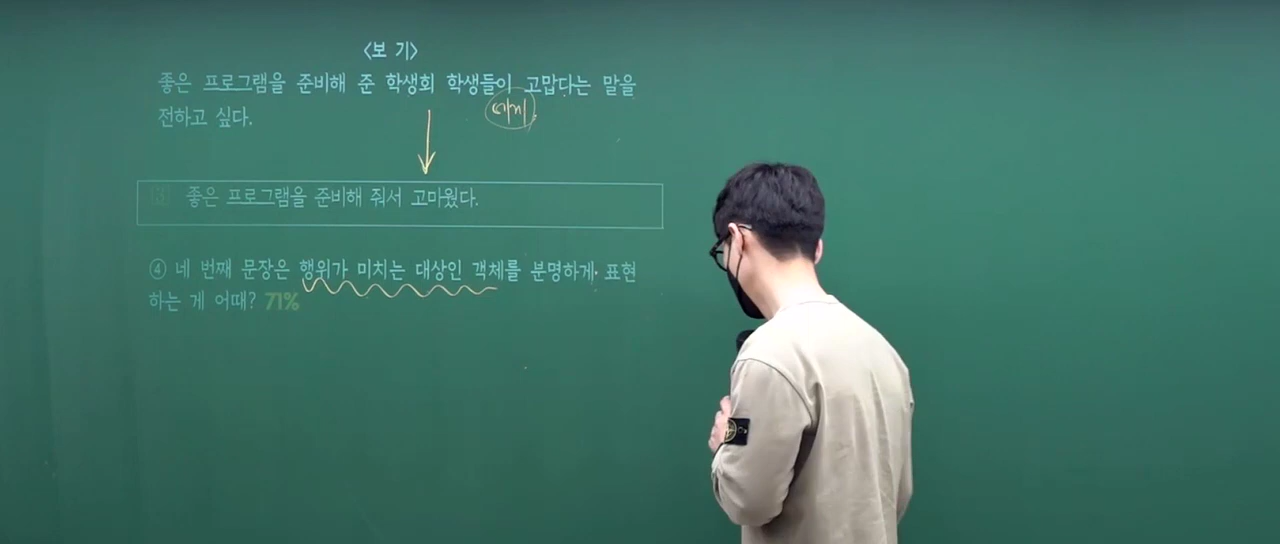 <보 기>
좋은 프로그램을 준비해 준 학생회 학생들이 고맙다는 말을
에게
전하고 싶다.
좋은 프로그램을 준비해 줘서 고마웠다.
④ 네 번째 문장은 행위가 미치는 대상인 객체를 분명하게 표현
하는 게 어때? 71%